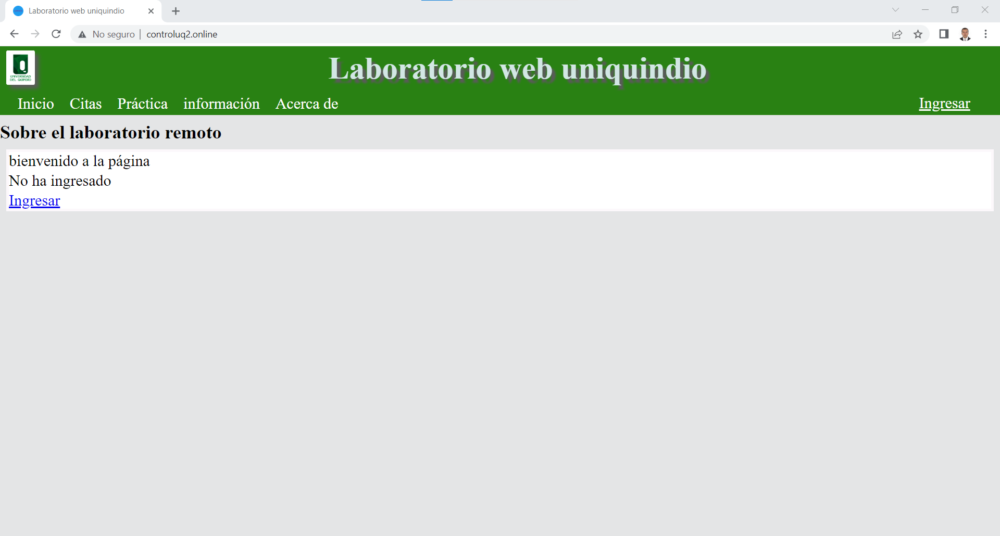 Laboratorio web uniquindio
No seguro | controluq2.online
UNIVERSIDAD
DEL QUINDÍO
Laboratorio web uniquindio
Inicio Citas Práctica información Acerca de Ingresar
Sobre el laboratorio remoto
bienvenido a la página
No ha ingresado
Ingresar